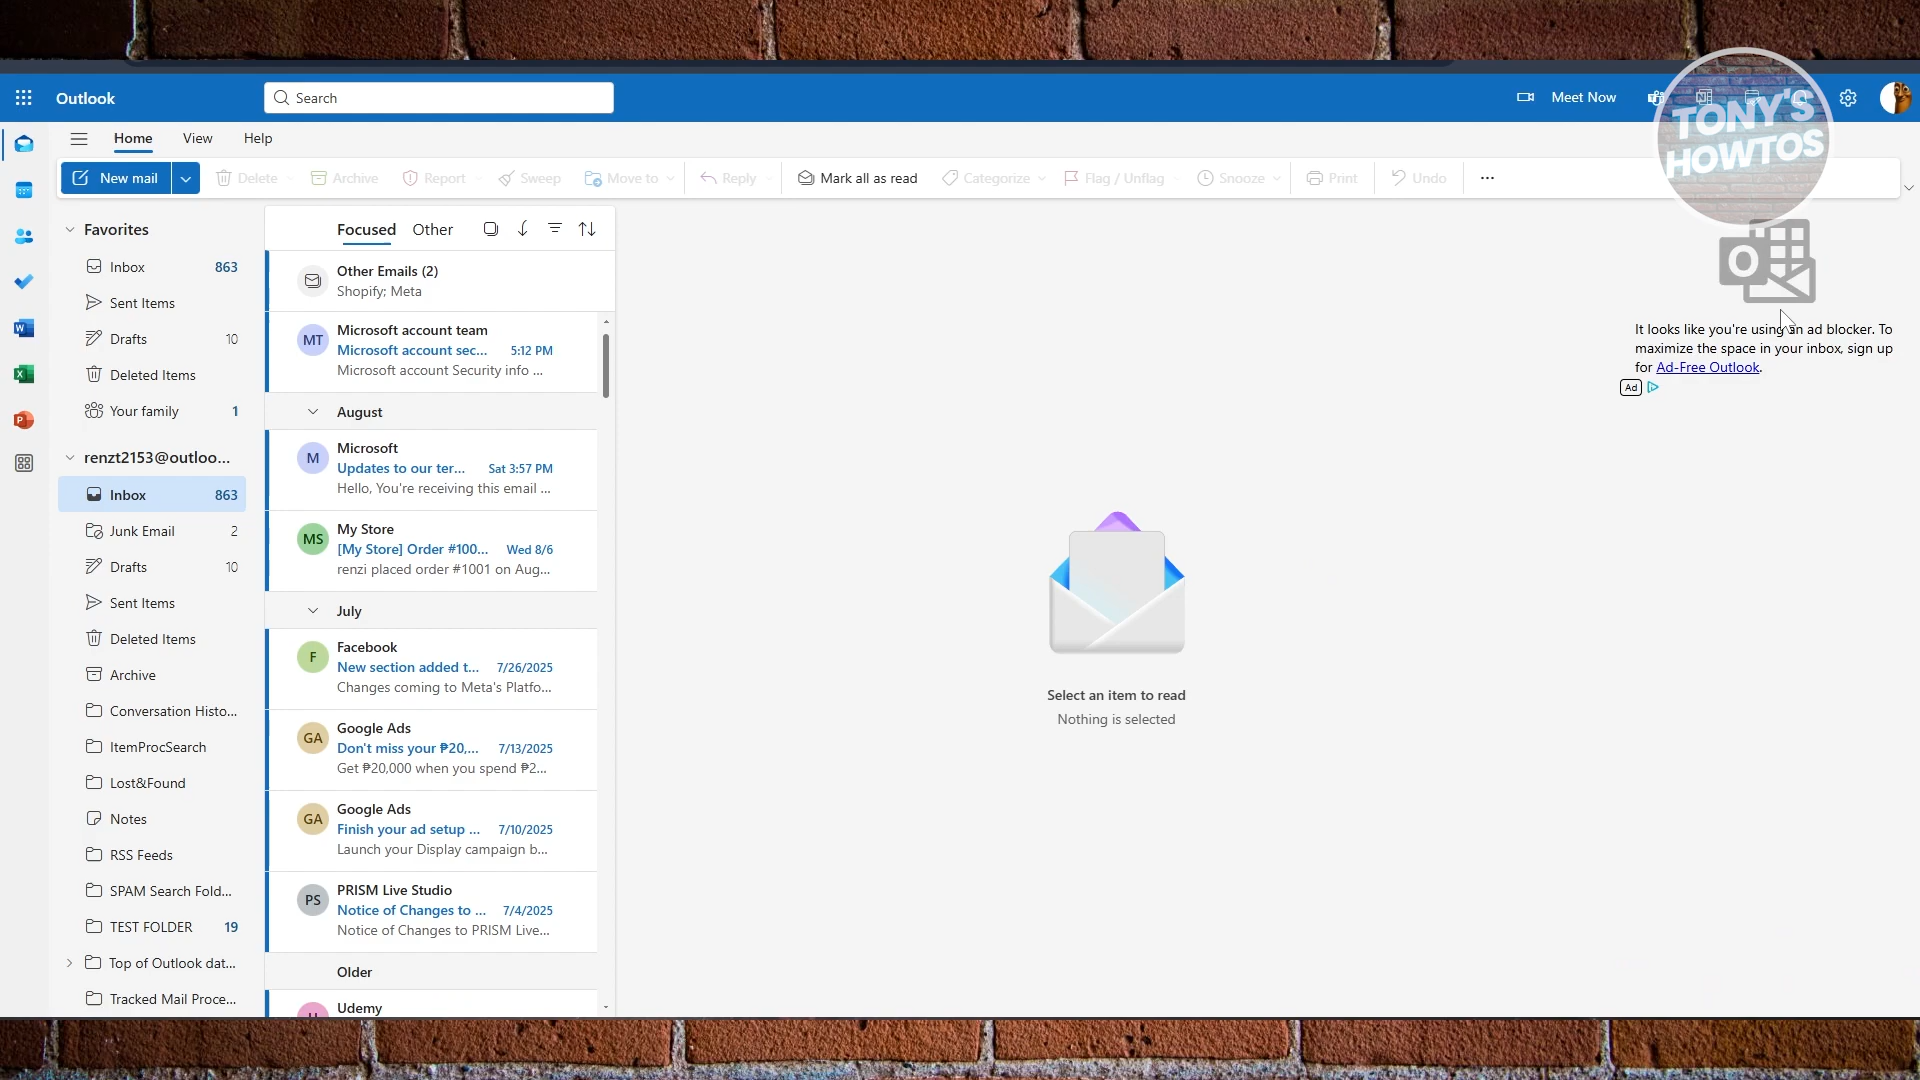 TONY'S
HOWTOS
Outlook
Search
Meet Now
Home
View
Help
New mail
Delete
Archive
Report
Sweep
Move to
Reply
Mark all as read
Categorize
Flag / Unflag
Snooze
Print
Undo
Favorites
Inbox 863
Sent Items
Drafts 10
Deleted Items
Your family 1
renzt2153@outloo...
Inbox 863
Junk Email 2
Drafts 10
Sent Items
Deleted Items
Archive
Conversation Histo...
ItemProcSearch
Lost&Found
Notes
RSS Feeds
SPAM Search Fold...
TEST FOLDER 19
Top of Outlook dat...
Tracked Mail Proce...
Focused
Other
Other Emails (2)
Shopify; Meta
MT
Microsoft account team
Microsoft account sec... 5:12 PM
Microsoft account Security info ...
August
M
Microsoft
Updates to our ter... Sat 3:57 PM
Hello, You're receiving this email ...
MS
My Store
[My Store] Order #100... Wed 8/6
renzi placed order #1001 on Aug...
July
F
Facebook
New section added t... 7/26/2025
Changes coming to Meta's Platfo...
GA
Google Ads
Don't miss your ₱20,... 7/13/2025
Get ₱20,000 when you spend ₱2...
GA
Google Ads
Finish your ad setup ... 7/10/2025
Launch your Display campaign b...
PS
PRISM Live Studio
Notice of Changes to ... 7/4/2025
Notice of Changes to PRISM Live...
Older
Udemy
Select an item to read
Nothing is selected
It looks like you're using an ad blocker. To
maximize the space in your inbox, sign up
for Ad-Free Outlook.
Ad